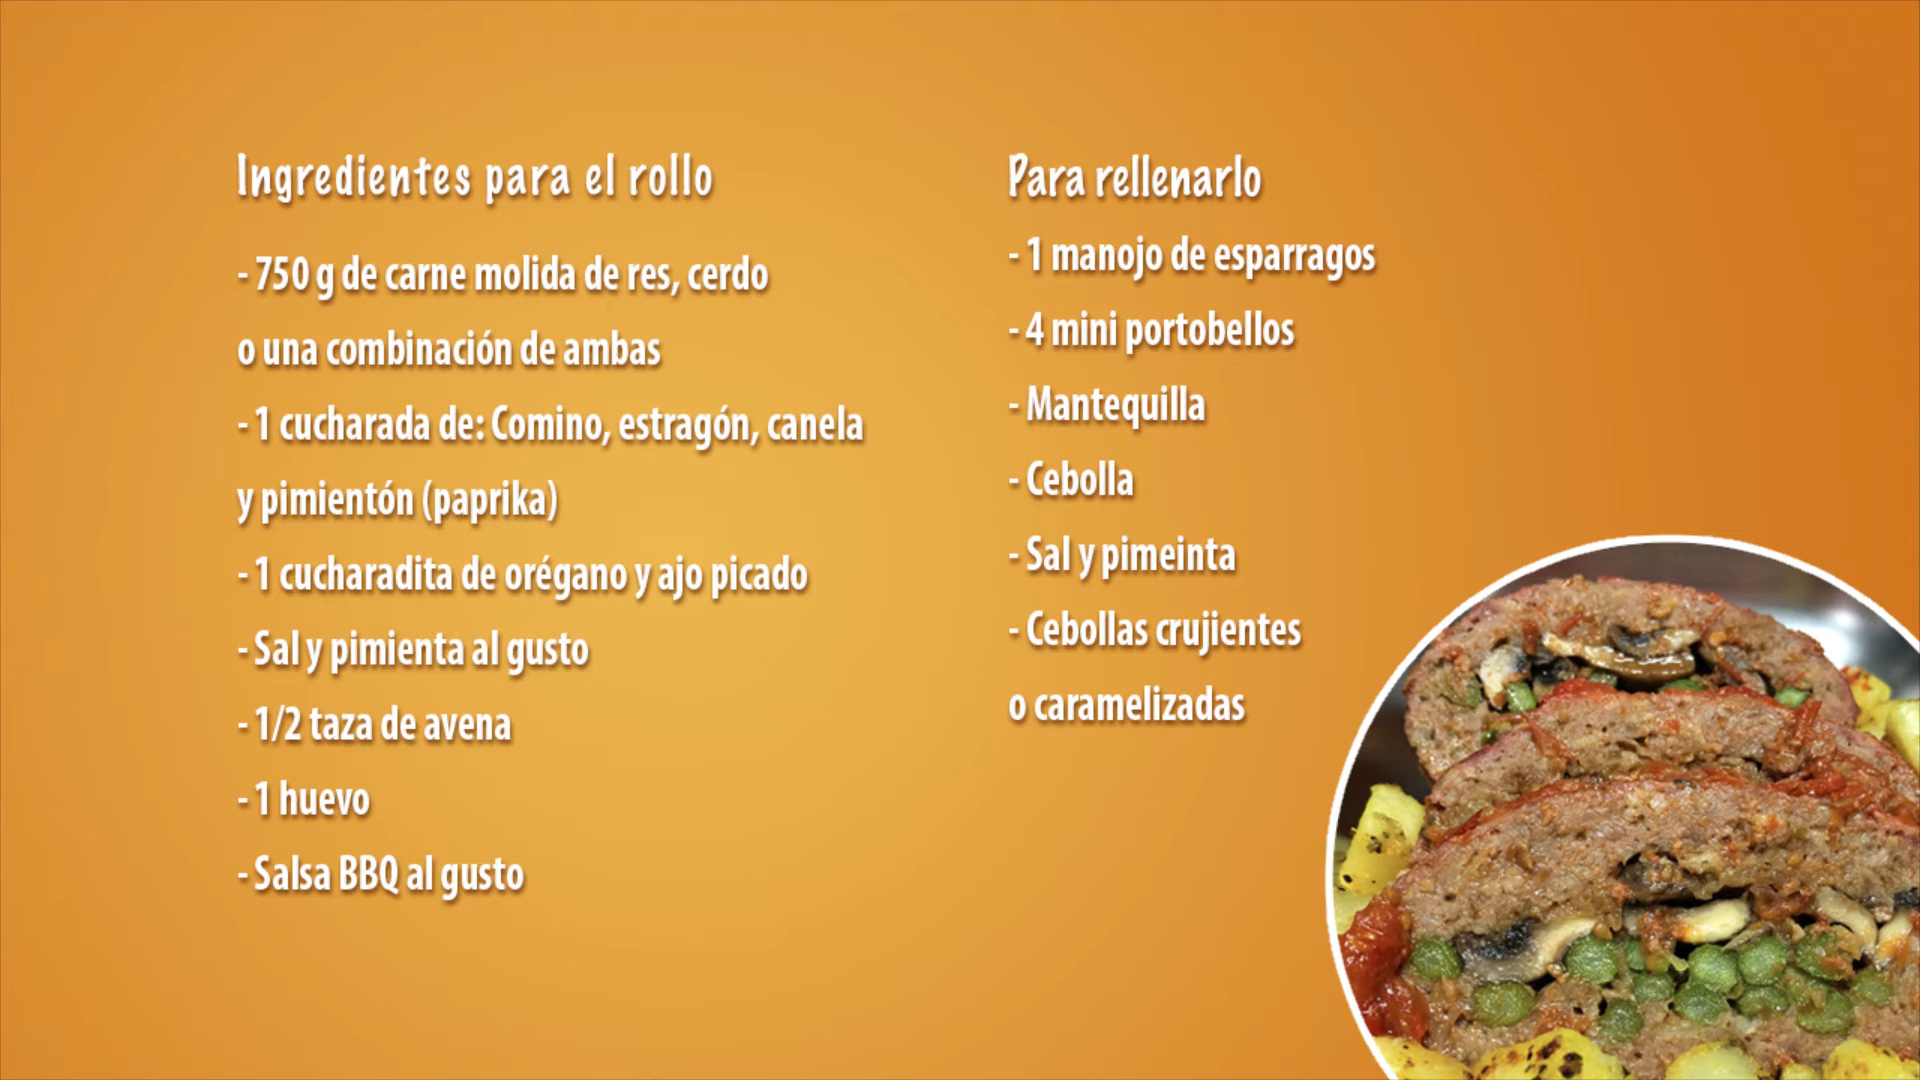 Ingredientes para el rollo
- 750 g de carne molida de res, cerdo
o una combinación de ambas
- 1 cucharada de: Comino, estragón, canela
y pimientón (paprika)
- 1 cucharadita de orégano y ajo picado
- Sal y pimienta al gusto
- 1/2 taza de avena
- 1 huevo
- Salsa BBQ al gusto
Para rellenarlo
- 1 manojo de esparragos
- 4 mini portobellos
- Mantequilla
- Cebolla
- Sal y pimeinta
- Cebollas crujientes
o caramelizadas